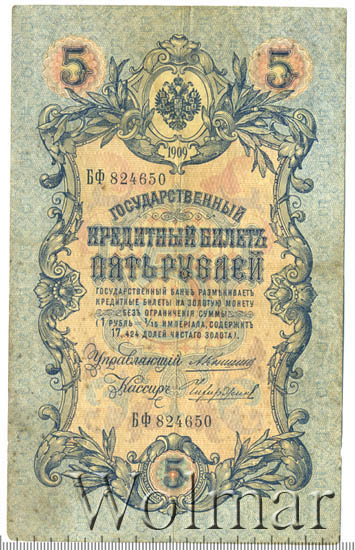 5 5
1909
БФ 824650
ГОСУДАРСТВЕННЫЙ
КРЕДИТНЫЙ БИЛЕТЪ
ПЯТЬ РУБЛЕЙ
ГОСУДАРСТВЕННЫЙ БАНКЪ РАЗМѢНИВАЕТЪ
КРЕДИТНЫЕ БИЛЕТЫ НА ЗОЛОТУЮ МОНЕТУ
БЕЗЪ ОГРАНИЧЕНІЯ СУММЫ
(1 РУБЛЬ = 1/15 ИМПЕРІАЛА, СОДЕРЖИТЪ
17,424 ДОЛЕЙ ЧИСТАГО ЗОЛОТА).
Управляющій
Кассиръ
БФ 824650
5
Wolmar